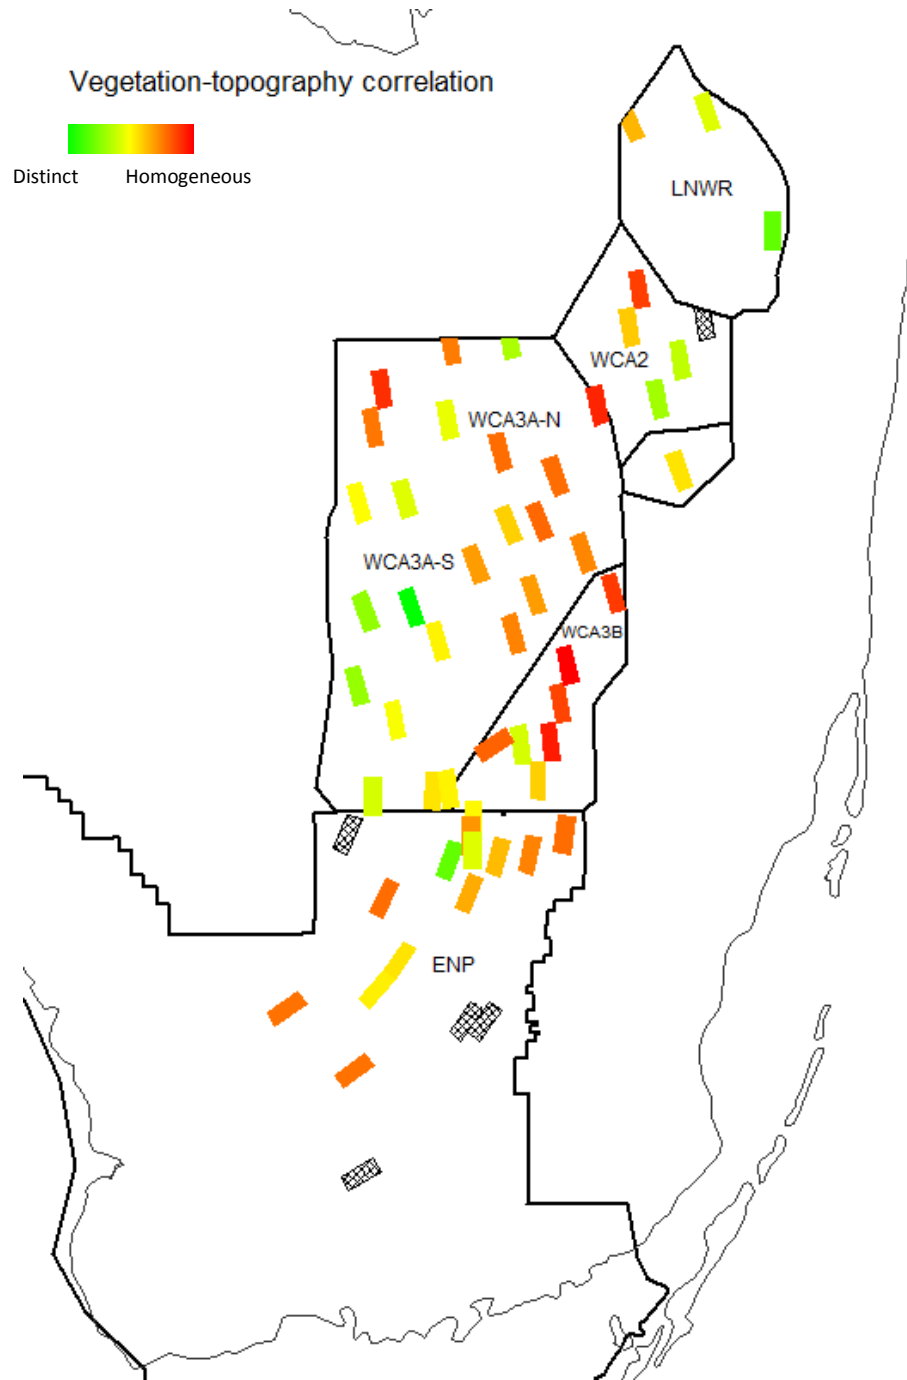 Vegetation-topography correlation
Distinct Homogeneous
LNWR
WCA2
WCA3A-N
WCA3A-S
WCA3B
ENP